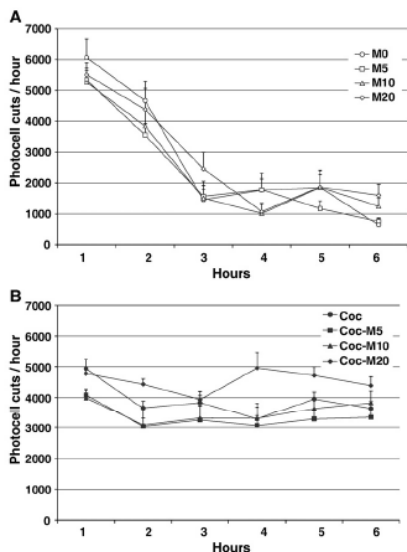 A
7000
6000
5000
4000
3000
2000
1000
0
Photocell cuts / hour
M0
M5
M10
M20
1 2 3 4 5 6
Hours
B
7000
6000
5000
4000
3000
2000
1000
0
Photocell cuts / hour
Coc
Coc-M5
Coc-M10
Coc-M20
1 2 3 4 5 6
Hours